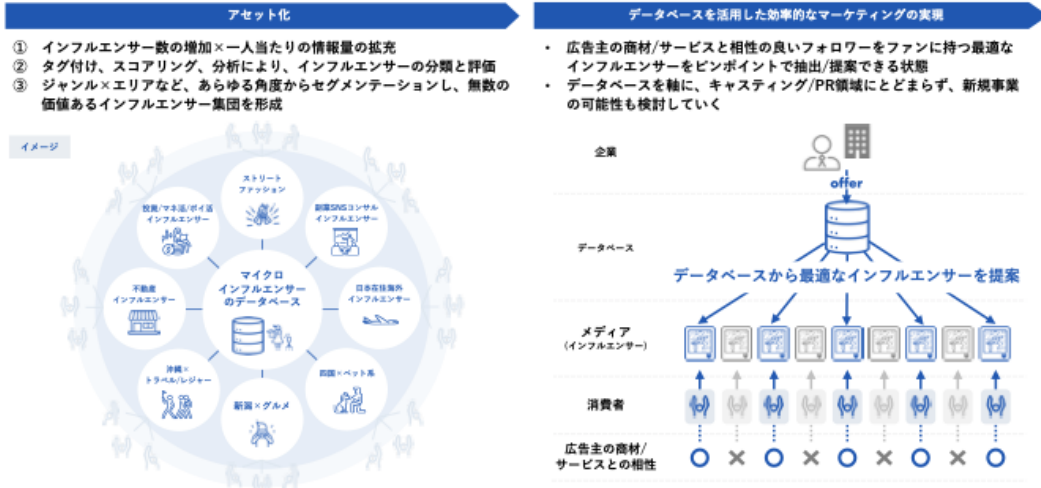 アセット化
① インフルエンサー数の増加×一人当たりの情報量の拡充
② タグ付け、スコアリング、分析により、インフルエンサーの分類と評価
③ ジャンル×エリアなど、あらゆる角度からセグメンテーションし、無数の
価値あるインフルエンサー集団を形成
イメージ
ストリート
ファッション
投資/マネ活/ポイ活
インフルエンサー
副業SNSコンサル
インフルエンサー
不動産
インフルエンサー
マイクロ
インフルエンサー
のデータベース
日本在住海外
インフルエンサー
沖縄×
トラベル/レジャー
四国×ペット系
新潟×グルメ
データベースを活用した効率的なマーケティングの実現
・ 広告主の商材/サービスと相性の良いフォロワーをファンに持つ最適な
インフルエンサーをピンポイントで抽出/提案できる状態
・ データベースを軸に、キャスティング/PR領域にとどまらず、新規事業
の可能性も検討していく
企業
offer
データベース
データベースから最適なインフルエンサーを提案
メディア
(インフルエンサー)
消費者
広告主の商材/
サービスとの相性